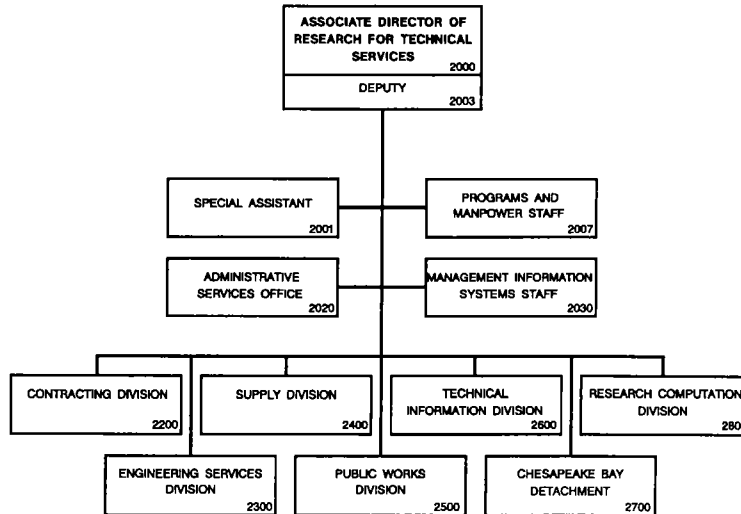 ASSOCIATE DIRECTOR OF
RESEARCH FOR TECHNICAL
SERVICES
2000
DEPUTY
2003
SPECIAL ASSISTANT
2001
PROGRAMS AND
MANPOWER STAFF
2007
ADMINISTRATIVE
SERVICES OFFICE
2020
MANAGEMENT INFORMATION
SYSTEMS STAFF
2030
CONTRACTING DIVISION
2200
SUPPLY DIVISION
2400
TECHNICAL
INFORMATION DIVISION
2600
RESEARCH COMPUTATION
DIVISION
280
ENGINEERING SERVICES
DIVISION
2300
PUBLIC WORKS
DIVISION
2500
CHESAPEAKE BAY
DETACHMENT
2700